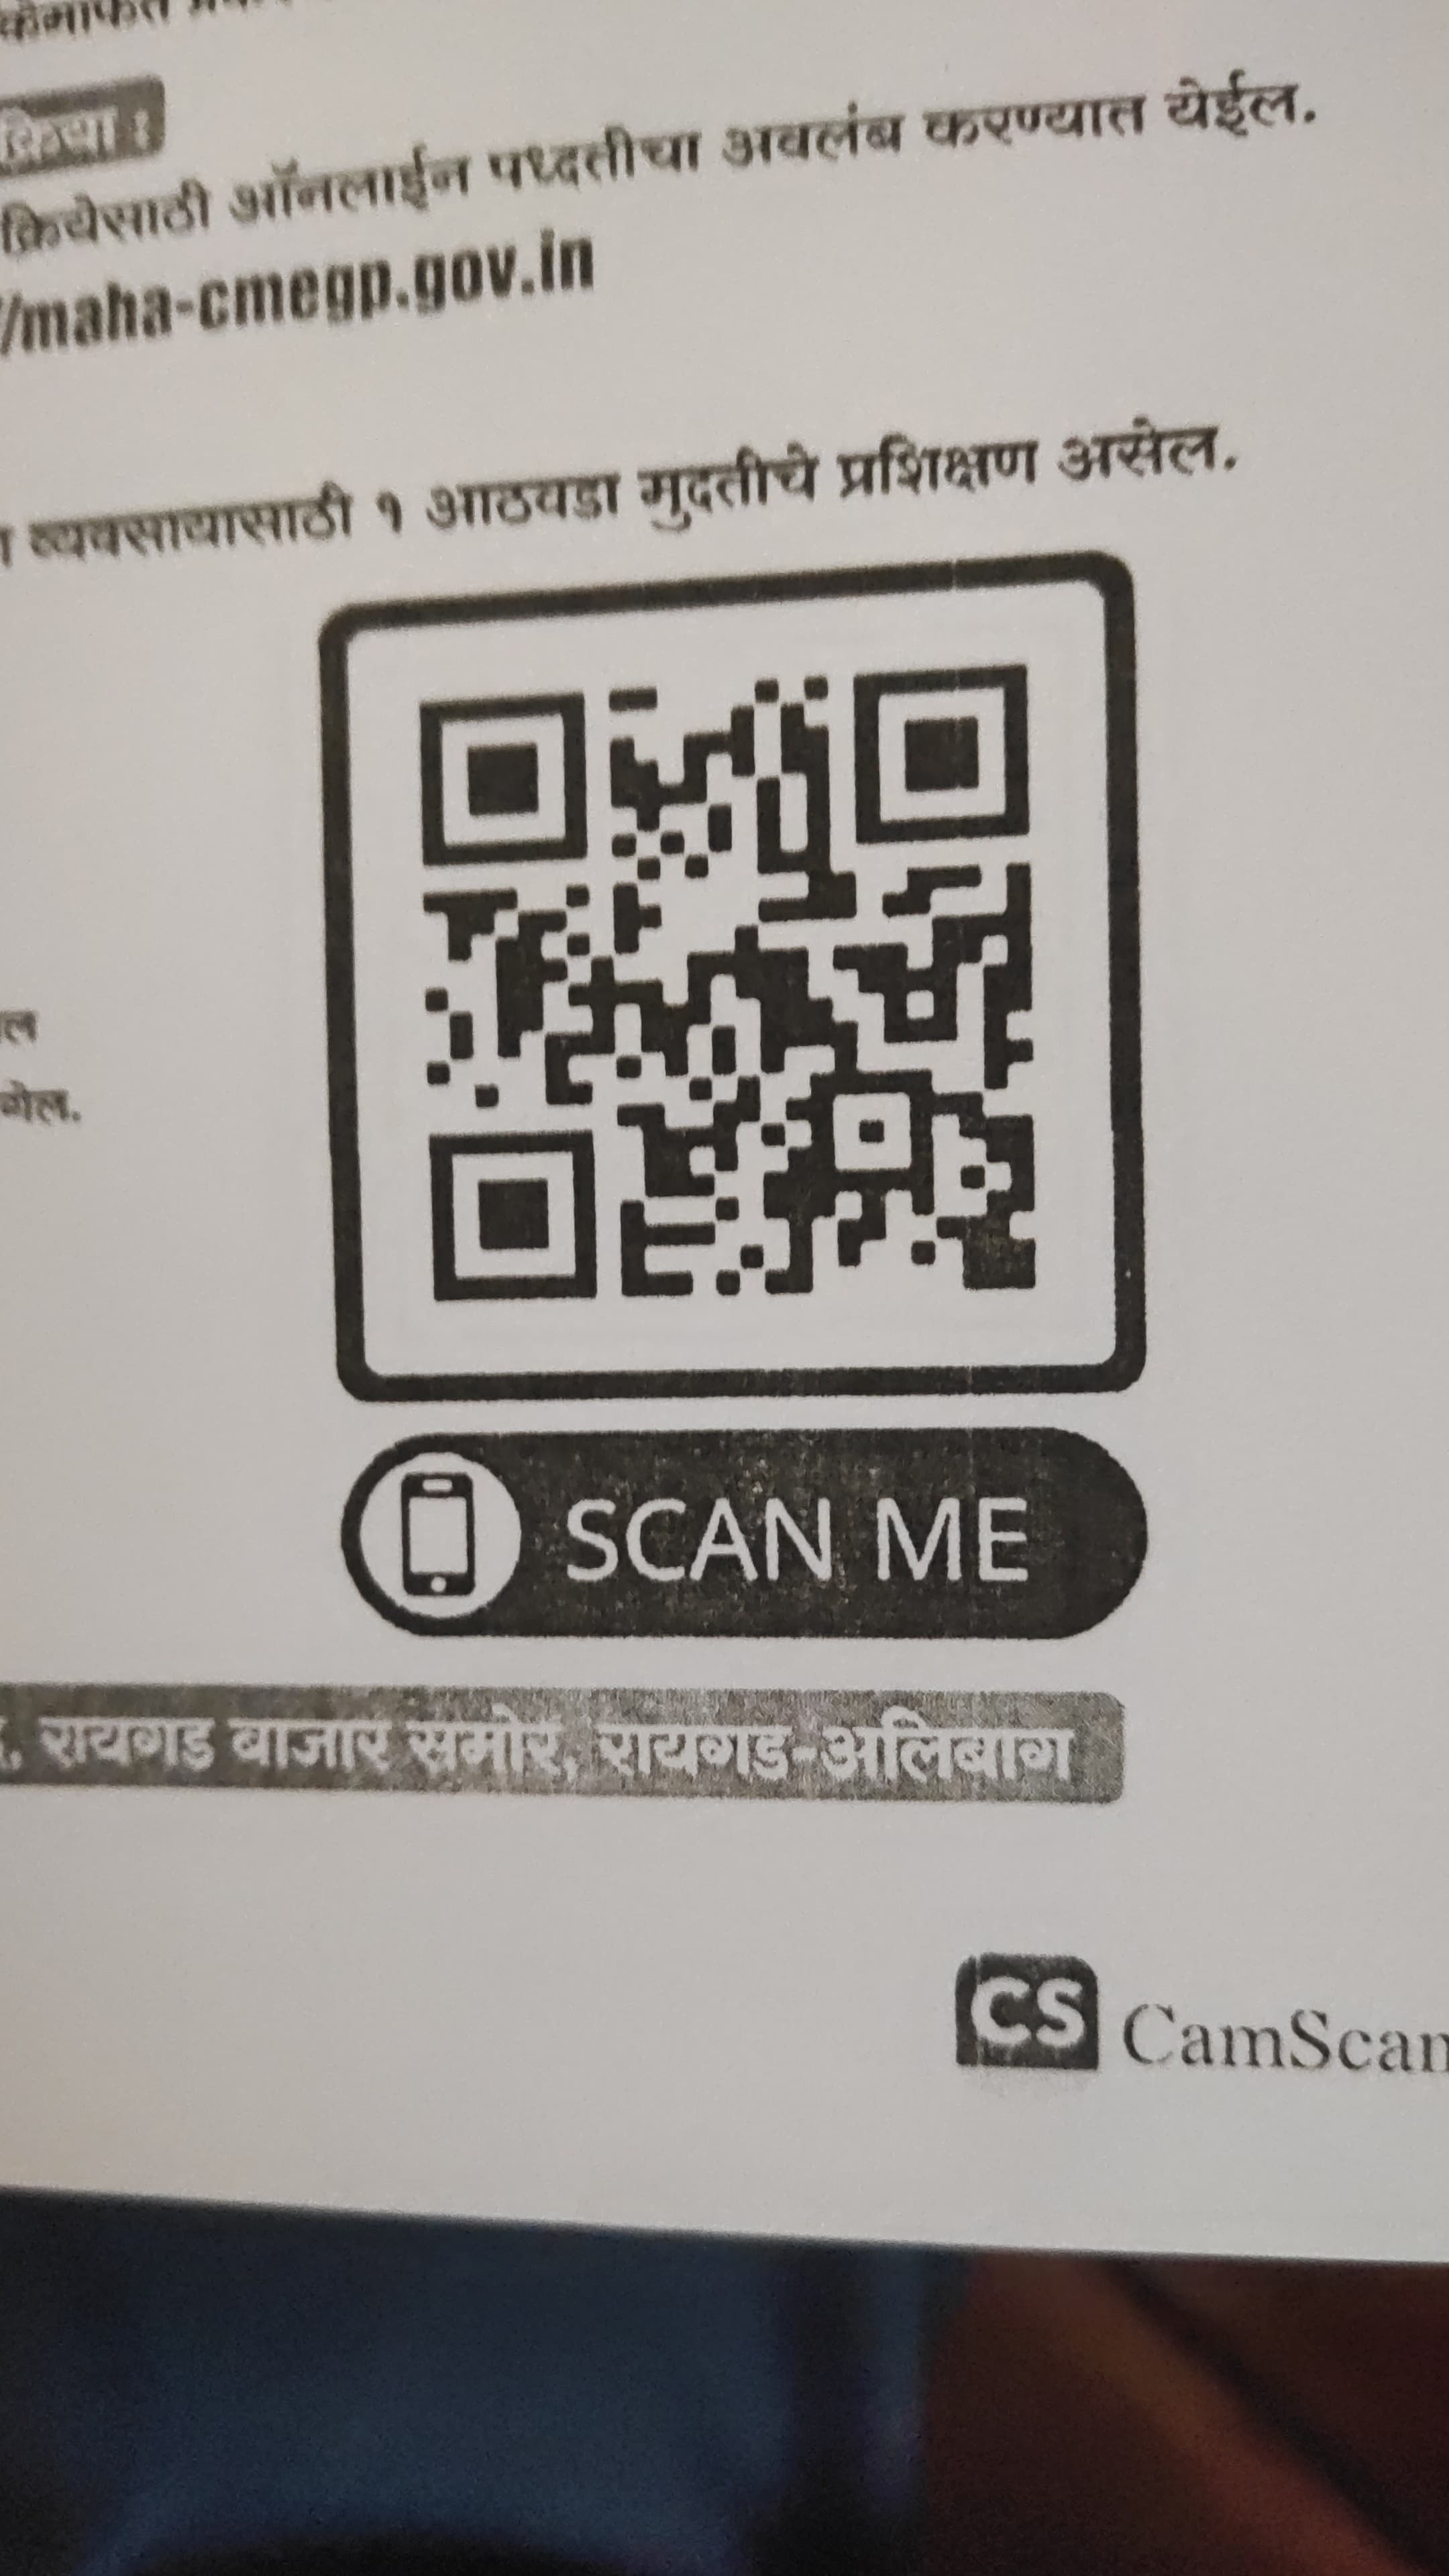 क्रियेसाठी ऑनलाईन पध्दतीचा अवलंब करण्यात येईल.
//maha-cmegp.gov.in
व्यवसायासाठी १ आठवडा मुदतीचे प्रशिक्षण असेल.
SCAN ME
रायगड बाजार समोर, रायगड-अलिबाग
CS CamScan